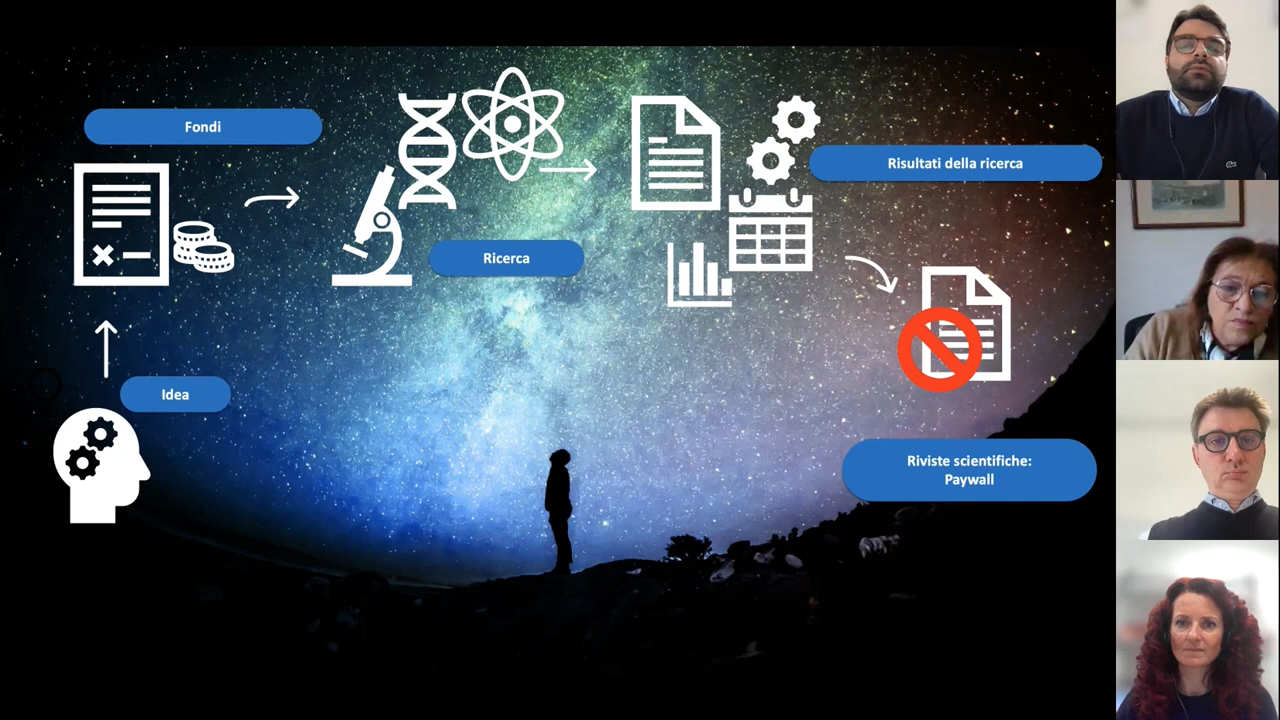 Fondi
Risultati della ricerca
Ricerca
Idea
Riviste scientifiche:
Paywall